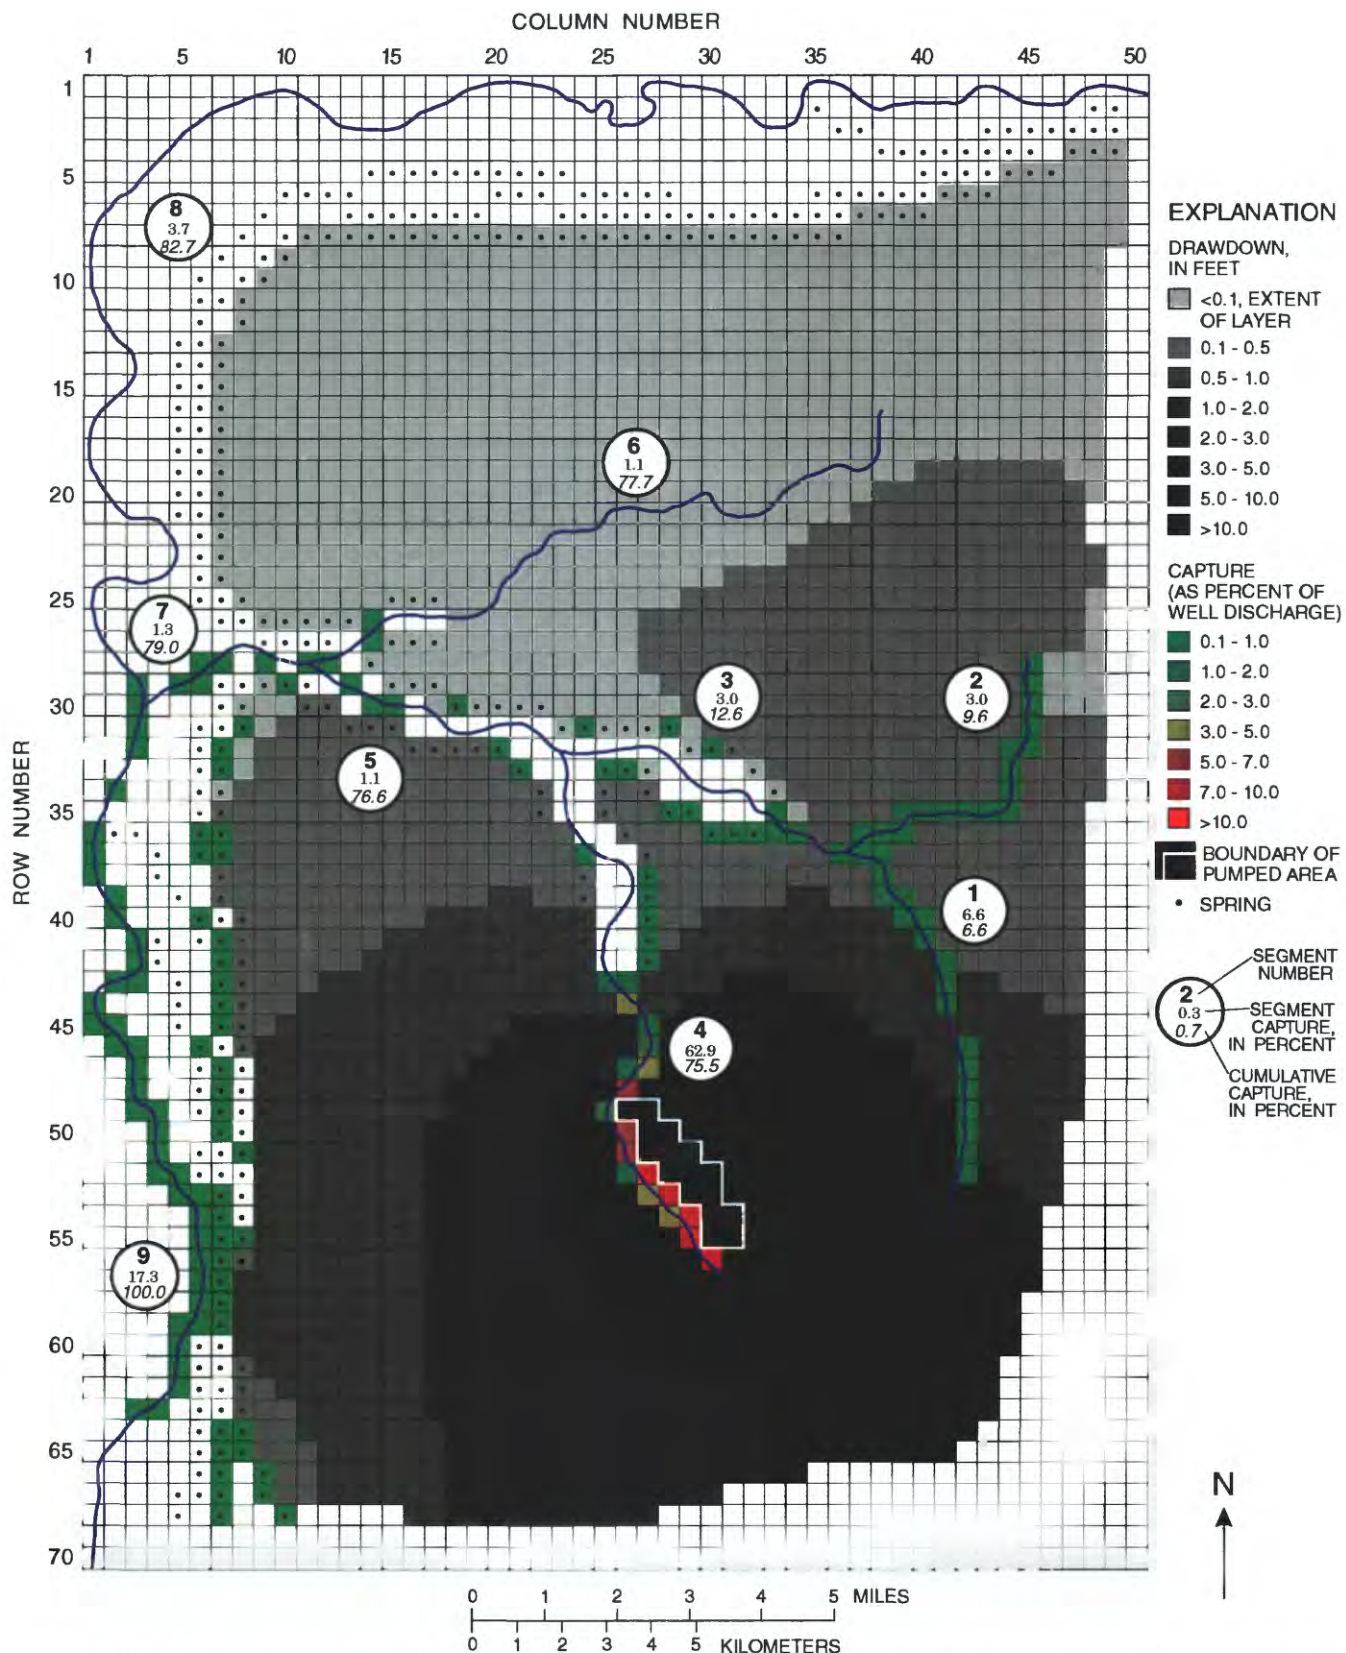 COLUMN NUMBER
1 5 10 15 20 25 30 35 40 45 50
1
5
10
15
20
25
30
35
40
45
50
55
60
65
70
ROW NUMBER
8
3.7
82.7
6
1.1
77.7
7
1.3
79.0
3
3.0
12.6
2
3.0
9.6
5
1.1
76.6
1
6.6
6.6
4
62.9
75.5
9
17.3
100.0
EXPLANATION
DRAWDOWN,
IN FEET
<0.1, EXTENT
OF LAYER
0.1 - 0.5
0.5 - 1.0
1.0 - 2.0
2.0 - 3.0
3.0 - 5.0
5.0 - 10.0
>10.0
CAPTURE
(AS PERCENT OF
WELL DISCHARGE)
0.1 - 1.0
1.0 - 2.0
2.0 - 3.0
3.0 - 5.0
5.0 - 7.0
7.0 - 10.0
>10.0
BOUNDARY OF
PUMPED AREA
SPRING
2
0.3
0.7
SEGMENT
NUMBER
SEGMENT
CAPTURE,
IN PERCENT
CUMULATIVE
CAPTURE,
IN PERCENT
N
0 1 2 3 4 5 MILES
0 1 2 3 4 5 KILOMETERS